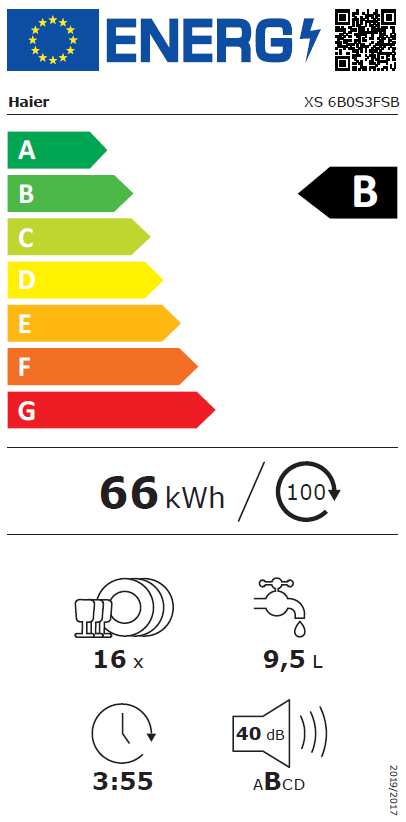 ENERG
Haier XS 6B0S3FSB
A
B
B
C
D
E
F
G
66 kWh / 100
16 x 9,5 L
40 dB
3:55 ABCD
2019/2017